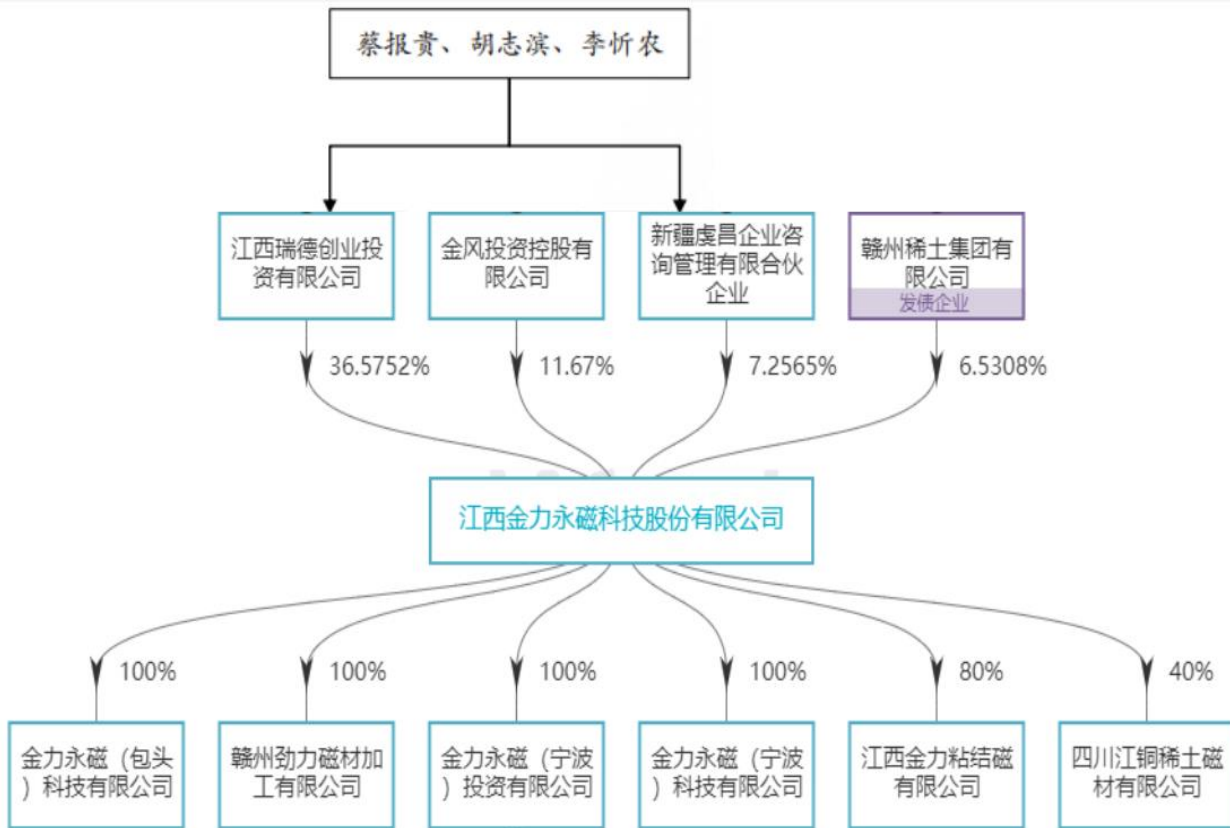 蔡报贵、胡志滨、李忻农
江西瑞德创业投
资有限公司
金风投资控股有
限公司
新疆虔昌企业咨
询管理有限合伙
企业
赣州稀土集团有
限公司
发债企业
36.5752%
11.67%
7.2565%
6.5308%
江西金力永磁科技股份有限公司
100%
100%
100%
100%
80%
40%
金力永磁（包头
）科技有限公司
赣州劲力磁材加
工有限公司
金力永磁（宁波
）投资有限公司
金力永磁（宁波
）科技有限公司
江西金力粘结磁
有限公司
四川江铜稀土磁
材有限公司